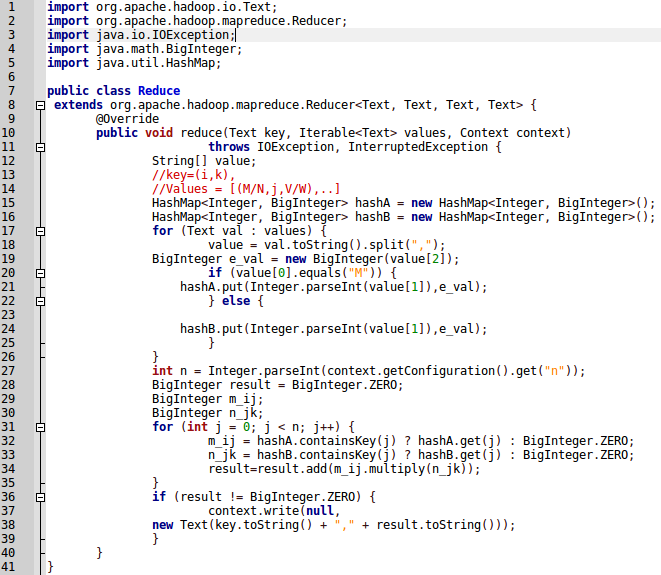 1 import org.apache.hadoop.io.Text;
2 import org.apache.hadoop.mapreduce.Reducer;
3 import java.io.IOException;
4 import java.math.BigInteger;
5 import java.util.HashMap;
6
7 public class Reduce
8  extends org.apache.hadoop.mapreduce.Reducer<Text, Text, Text, Text> {
9        @Override
10        public void reduce(Text key, Iterable<Text> values, Context context)
11                        throws IOException, InterruptedException {
12                String[] value;
13                //key=(i,k),
14                //Values = [(M/N,j,V/W),..]
15                HashMap<Integer, BigInteger> hashA = new HashMap<Integer, BigInteger>();
16                HashMap<Integer, BigInteger> hashB = new HashMap<Integer, BigInteger>();
17                for (Text val : values) {
18                        value = val.toString().split(",");
19                BigInteger e_val = new BigInteger(value[2]);
20                        if (value[0].equals("M")) {
21                    hashA.put(Integer.parseInt(value[1]),e_val);
22                        } else {
23
24                    hashB.put(Integer.parseInt(value[1]),e_val);
25                        }
26                }
27                int n = Integer.parseInt(context.getConfiguration().get("n"));
28                BigInteger result = BigInteger.ZERO;
29                BigInteger m_ij;
30                BigInteger n_jk;
31                for (int j = 0; j < n; j++) {
32                        m_ij = hashA.containsKey(j) ? hashA.get(j) : BigInteger.ZERO;
33                        n_jk = hashB.containsKey(j) ? hashB.get(j) : BigInteger.ZERO;
34                        result=result.add(m_ij.multiply(n_jk));
35                }
36                if (result != BigInteger.ZERO) {
37                        context.write(null,
38                new Text(key.toString() + "," + result.toString()));
39                }
40        }
41 }